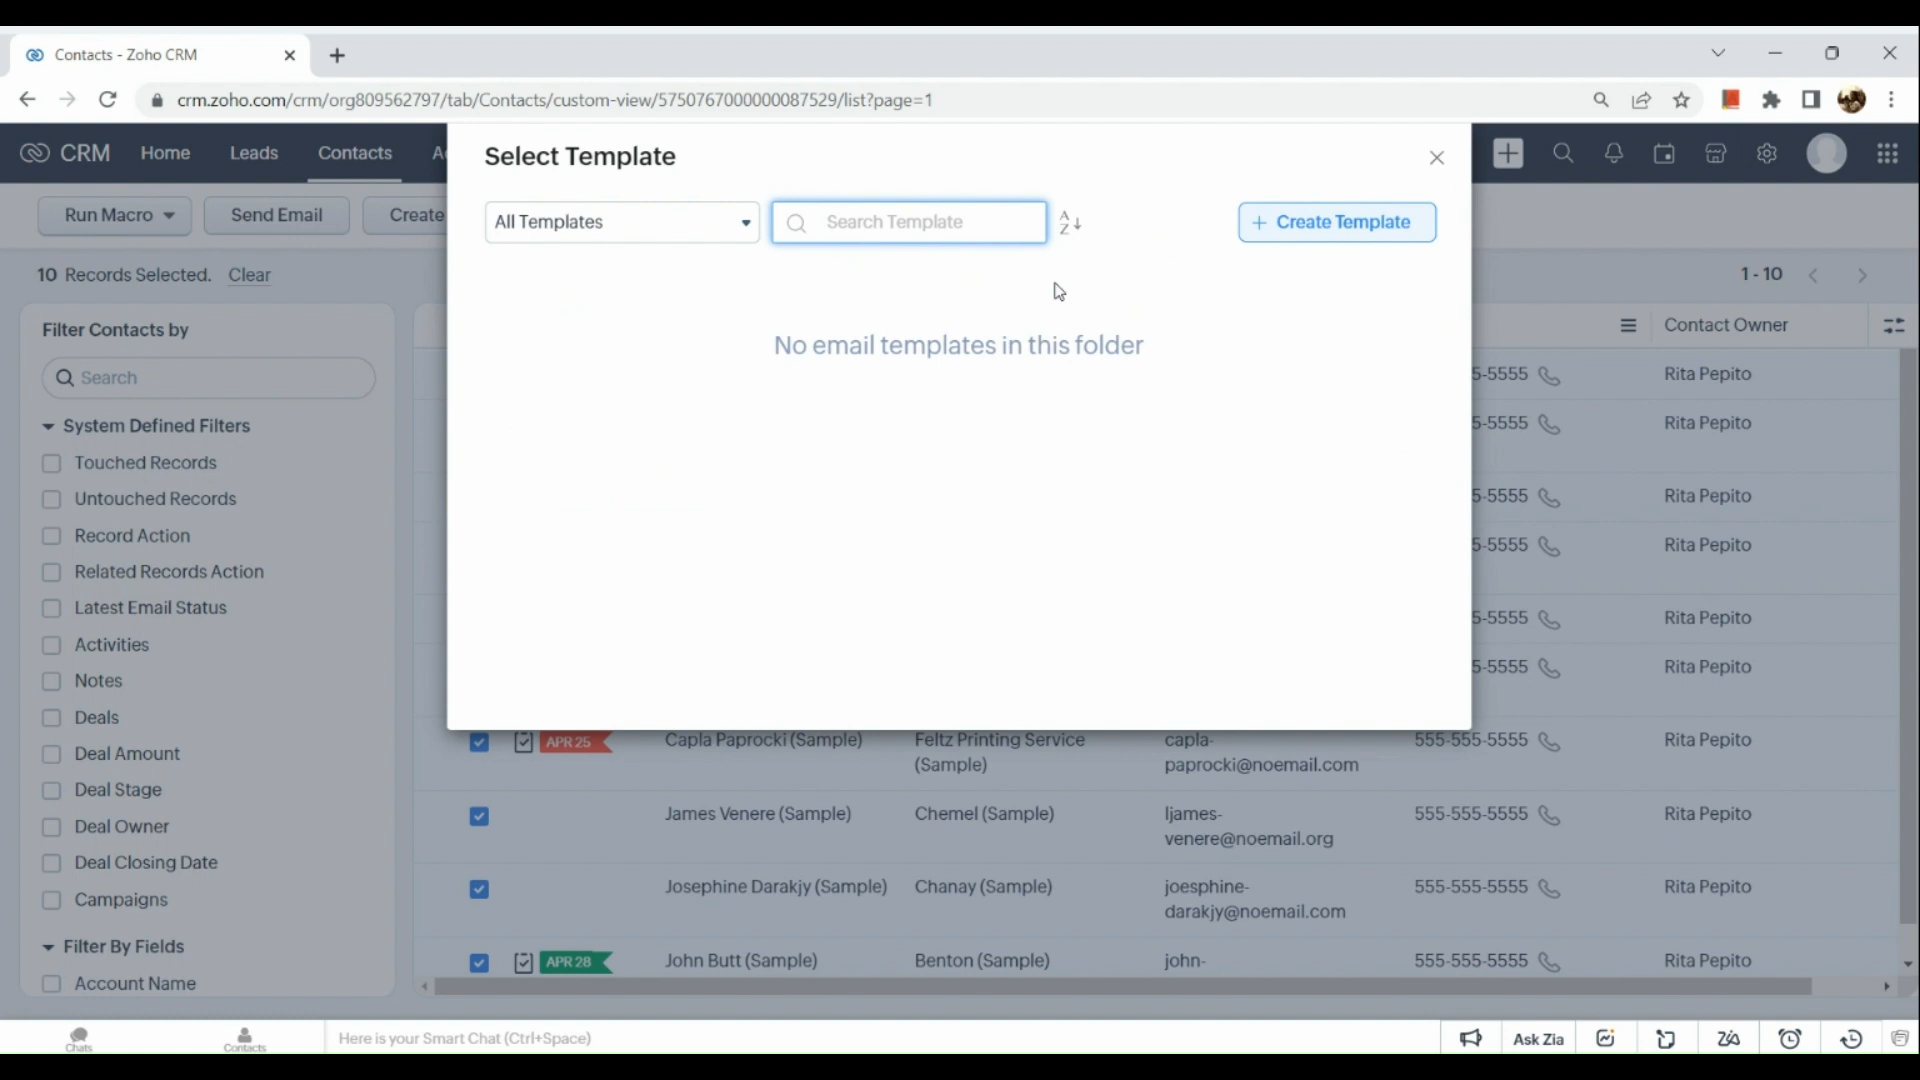 Contacts - Zoho CRM
crm.zoho.com/crm/org809562797/tab/Contacts/custom-view/5750767000000087529/list?page=1
CRM Home Leads Contacts
Select Template
Run Macro Send Email Create
All Templates Search Template + Create Template
10 Records Selected. Clear
1 - 10
Filter Contacts by
Contact Owner
No email templates in this folder
Search
5-5555 Rita Pepito
System Defined Filters
5-5555 Rita Pepito
Touched Records
Untouched Records
5-5555 Rita Pepito
Record Action
5-5555 Rita Pepito
Related Records Action
Latest Email Status
5-5555 Rita Pepito
Activities
5-5555 Rita Pepito
Notes
Deals
APR 25 Capla Paprocki (Sample) Feltz Printing Service (Sample) capla-paprocki@noemail.com 555-555-5555 Rita Pepito
Deal Amount
Deal Stage
James Venere (Sample) Chemel (Sample) ljames-venere@noemail.org 555-555-5555 Rita Pepito
Deal Owner
Deal Closing Date
Josephine Darakjy (Sample) Chanay (Sample) joesphine-darakjy@noemail.com 555-555-5555 Rita Pepito
Campaigns
Filter By Fields
APR 28 John Butt (Sample) Benton (Sample) john- 555-555-5555 Rita Pepito
Account Name
Chats Contacts Here is your Smart Chat (Ctrl+Space) Ask Zia